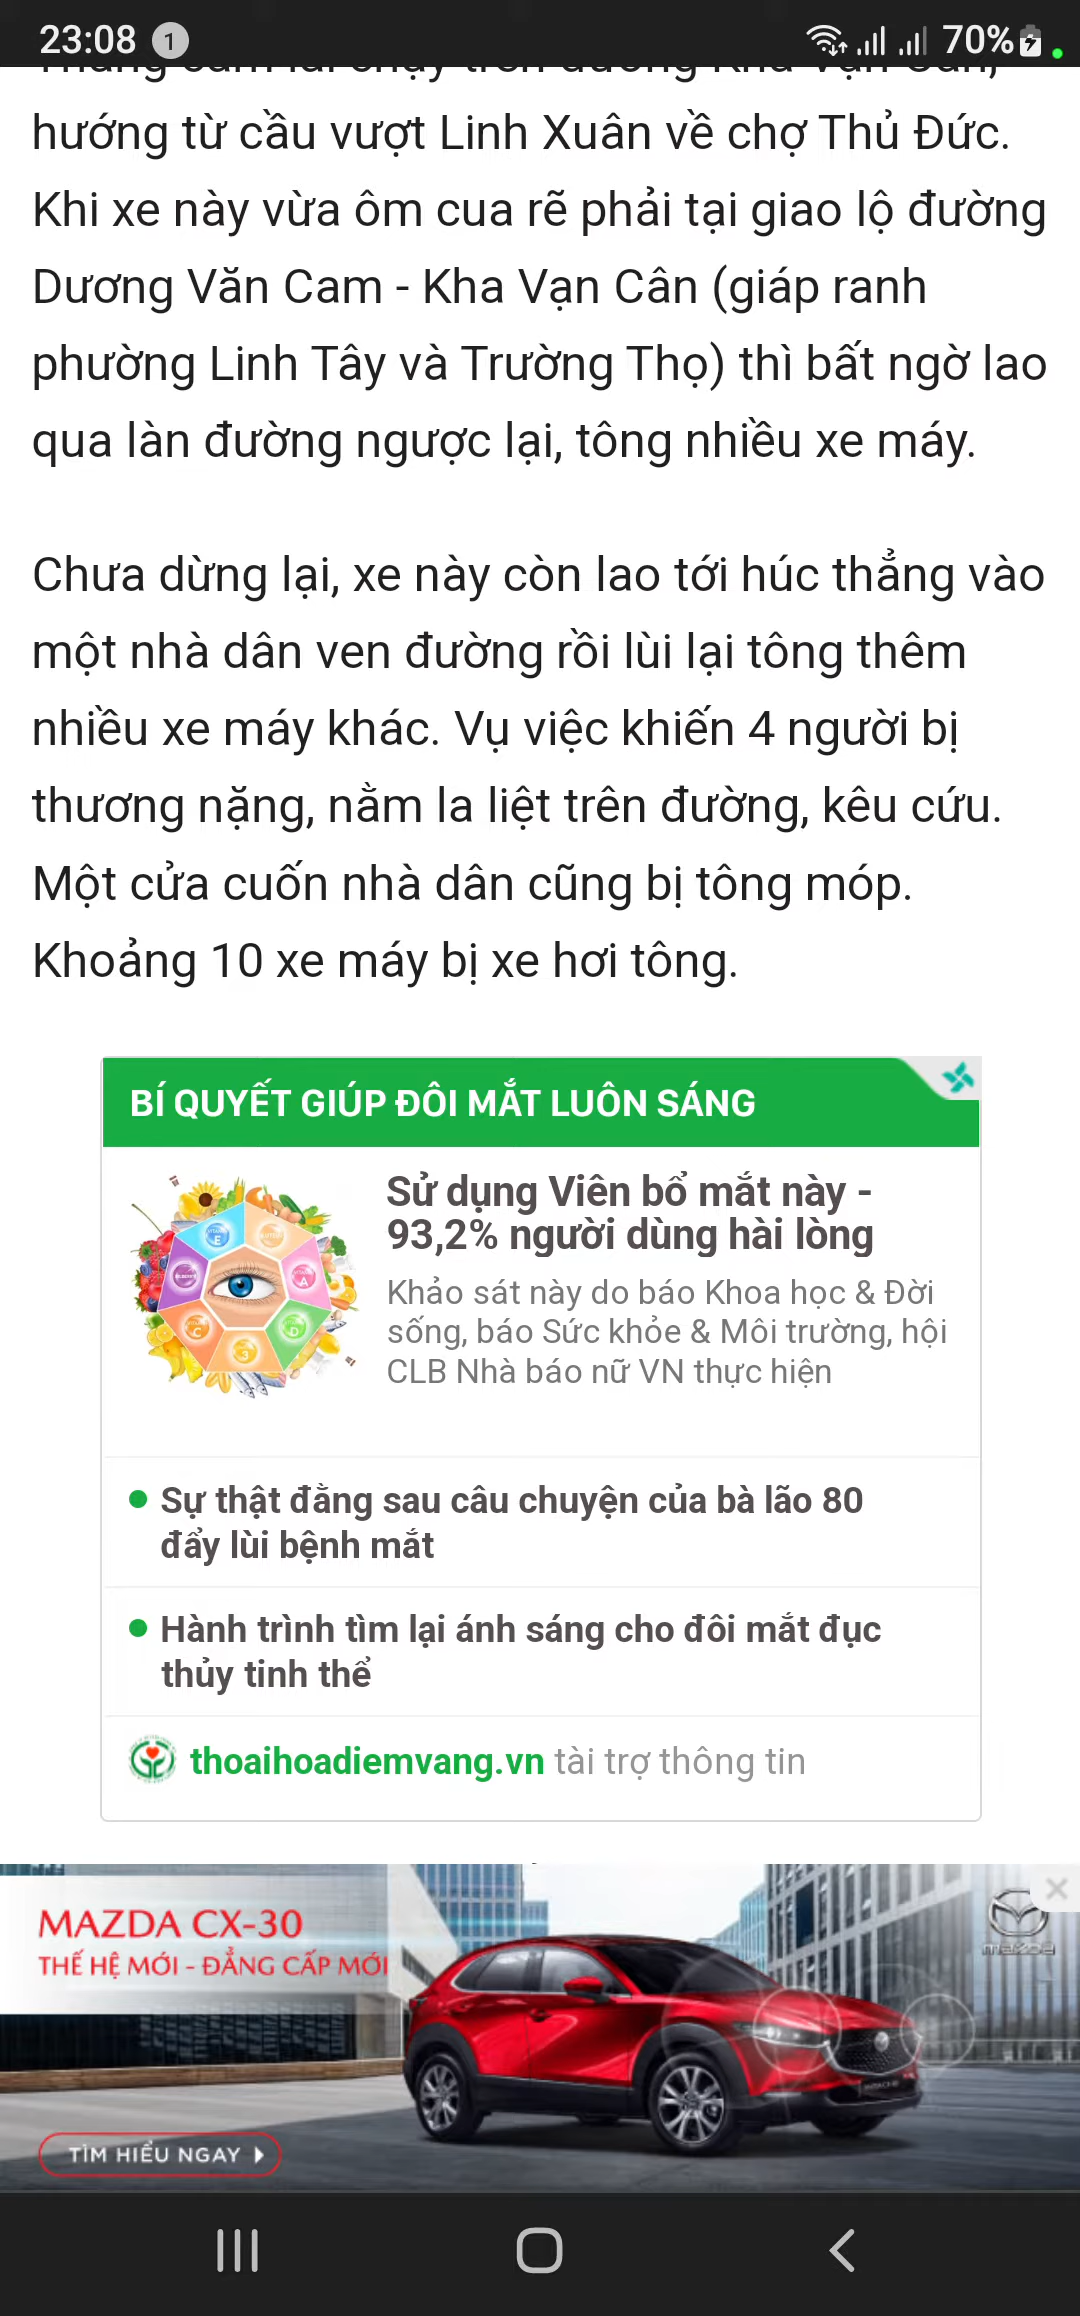 23:08 1 70%
hướng từ cầu vượt Linh Xuân về chợ Thủ Đức.
Khi xe này vừa ôm cua rẽ phải tại giao lộ đường
Dương Văn Cam - Kha Vạn Cân (giáp ranh
phường Linh Tây và Trường Thọ) thì bất ngờ lao
qua làn đường ngược lại, tông nhiều xe máy.
Chưa dừng lại, xe này còn lao tới húc thẳng vào
một nhà dân ven đường rồi lùi lại tông thêm
nhiều xe máy khác. Vụ việc khiến 4 người bị
thương nặng, nằm la liệt trên đường, kêu cứu.
Một cửa cuốn nhà dân cũng bị tông móp.
Khoảng 10 xe máy bị xe hơi tông.
BÍ QUYẾT GIÚP ĐÔI MẮT LUÔN SÁNG
Sử dụng Viên bổ mắt này -
93,2% người dùng hài lòng
Khảo sát này do báo Khoa học & Đời
sống, báo Sức khỏe & Môi trường, hội
CLB Nhà báo nữ VN thực hiện
Sự thật đằng sau câu chuyện của bà lão 80
đẩy lùi bệnh mắt
Hành trình tìm lại ánh sáng cho đôi mắt đục
thủy tinh thể
thoaihoadiemvang.vn tài trợ thông tin
MAZDA CX-30
THẾ HỆ MỚI - ĐẲNG CẤP MỚI
mazda
TÌM HIỂU NGAY